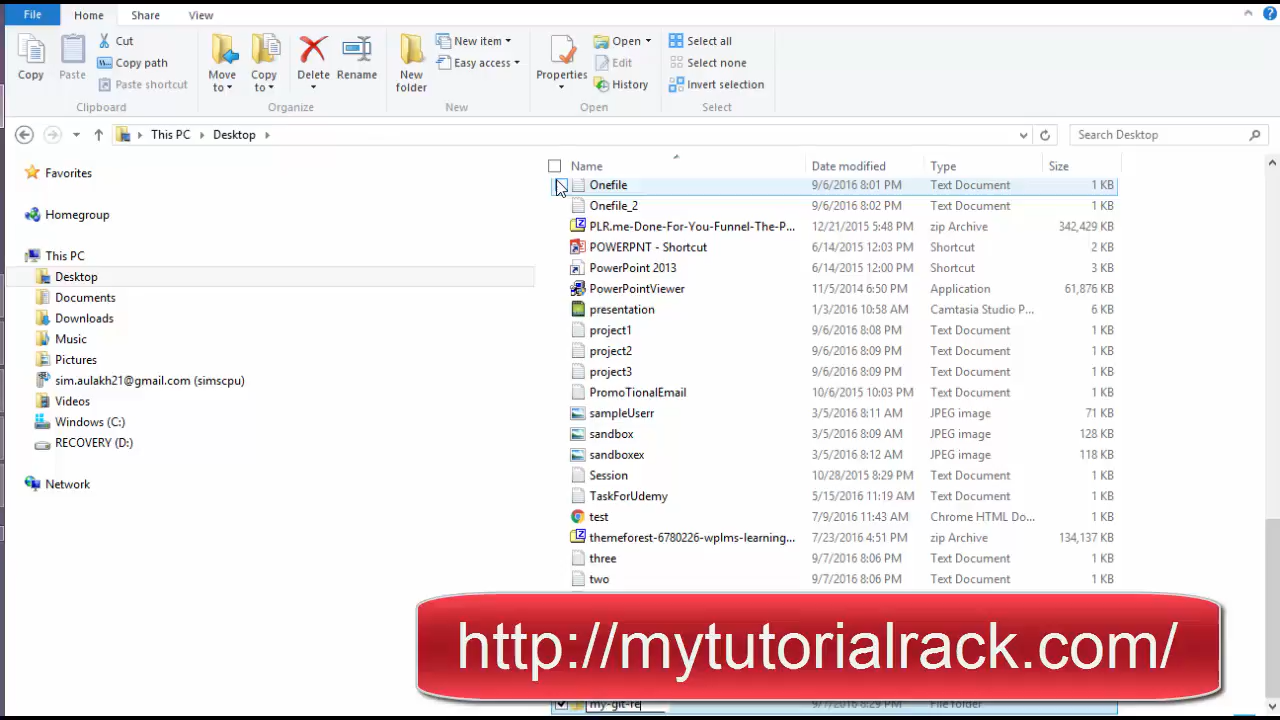 File Home Share View
Copy Paste Cut Copy path Paste shortcut Clipboard
Move to Copy to Delete Rename Organize
New folder New item Easy access New
Properties Open Edit History Open
Select all Select none Invert selection Select
This PC Desktop Search Desktop
Favorites
Homegroup
This PC
Desktop
Documents
Downloads
Music
Pictures
sim.aulakh21@gmail.com (simscpu)
Videos
Windows (C:)
RECOVERY (D:)
Network
Name Date modified Type Size
Onefile 9/6/2016 8:01 PM Text Document 1 KB
Onefile_2 9/6/2016 8:02 PM Text Document 1 KB
PLR.me-Done-For-You-Funnel-The-P... 12/21/2015 5:48 PM zip Archive 342,429 KB
POWERPNT - Shortcut 6/14/2015 12:03 PM Shortcut 2 KB
PowerPoint 2013 6/14/2015 12:00 PM Shortcut 3 KB
PowerPointViewer 11/5/2014 6:50 PM Application 61,876 KB
presentation 1/3/2016 10:58 AM Camtasia Studio P... 6 KB
project1 9/6/2016 8:08 PM Text Document 1 KB
project2 9/6/2016 8:09 PM Text Document 1 KB
project3 9/6/2016 8:09 PM Text Document 1 KB
PromoTionalEmail 10/6/2015 10:03 PM Text Document 1 KB
sampleUserr 3/5/2016 8:11 AM JPEG image 71 KB
sandbox 3/5/2016 8:09 AM JPEG image 128 KB
sandboxex 3/5/2016 8:12 AM JPEG image 118 KB
Session 10/28/2015 8:29 PM Text Document 1 KB
TaskForUdemy 5/15/2016 11:19 AM Text Document 1 KB
test 7/9/2016 11:43 AM Chrome HTML Do... 1 KB
themeforest-6780226-wplms-learning... 7/23/2016 4:51 PM zip Archive 134,137 KB
three 9/7/2016 8:06 PM Text Document 1 KB
two 9/7/2016 8:06 PM Text Document 1 KB
http://mytutorialrack.com/
my-git-re 9/7/2016 8:29 PM File folder